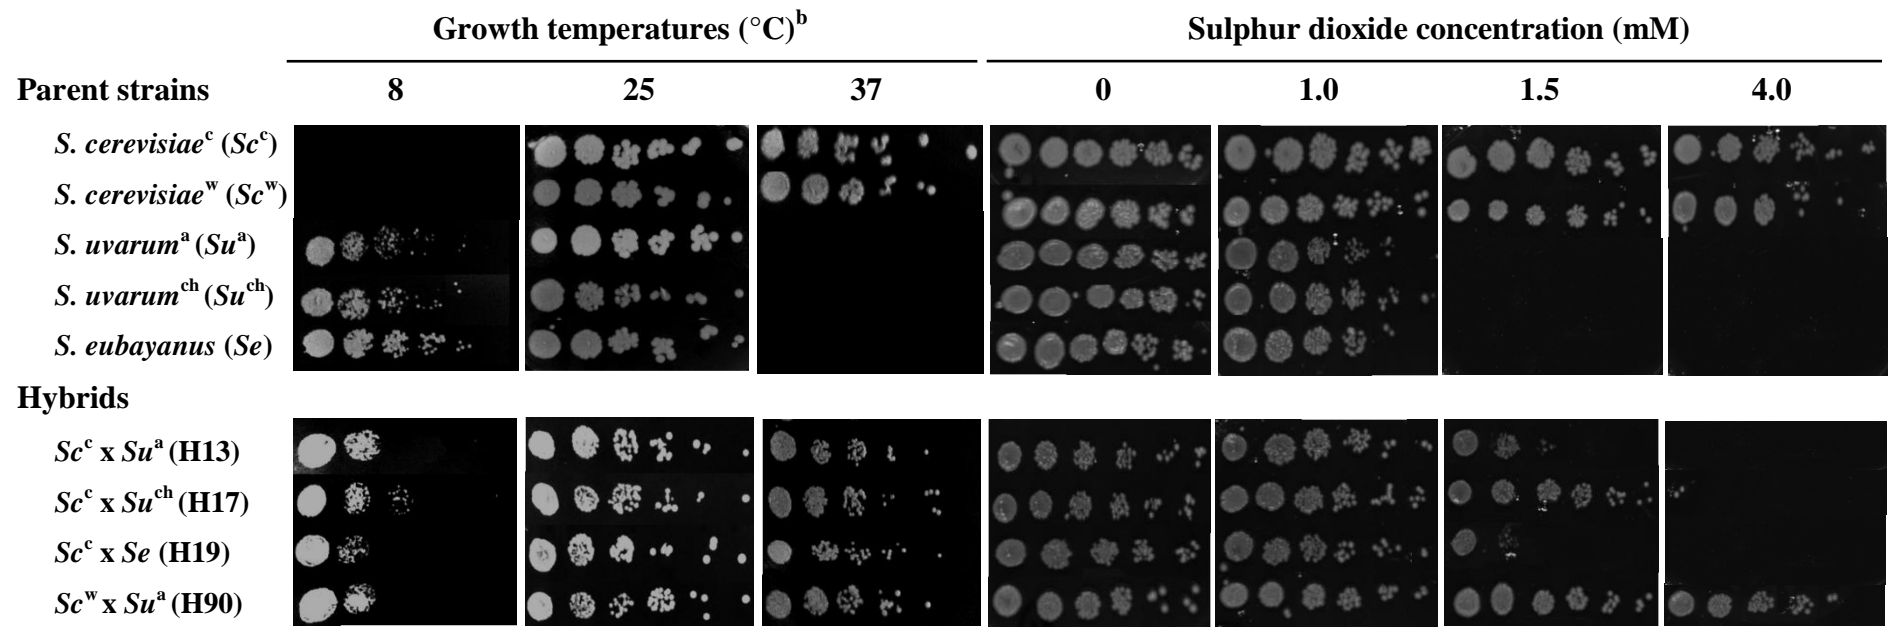 Growth temperatures (°C)ᵇ Sulphur dioxide concentration (mM)
Parent strains 8 25 37 0 1.0 1.5 4.0
S. cerevisiaeᶜ (Scᶜ)
S. cerevisiaeʷ (Scʷ)
S. uvarumᵃ (Suᵃ)
S. uvarumᶜʰ (Suᶜʰ)
S. eubayanus (Se)
Hybrids
Scᶜ x Suᵃ (H13)
Scᶜ x Suᶜʰ (H17)
Scᶜ x Se (H19)
Scʷ x Suᵃ (H90)